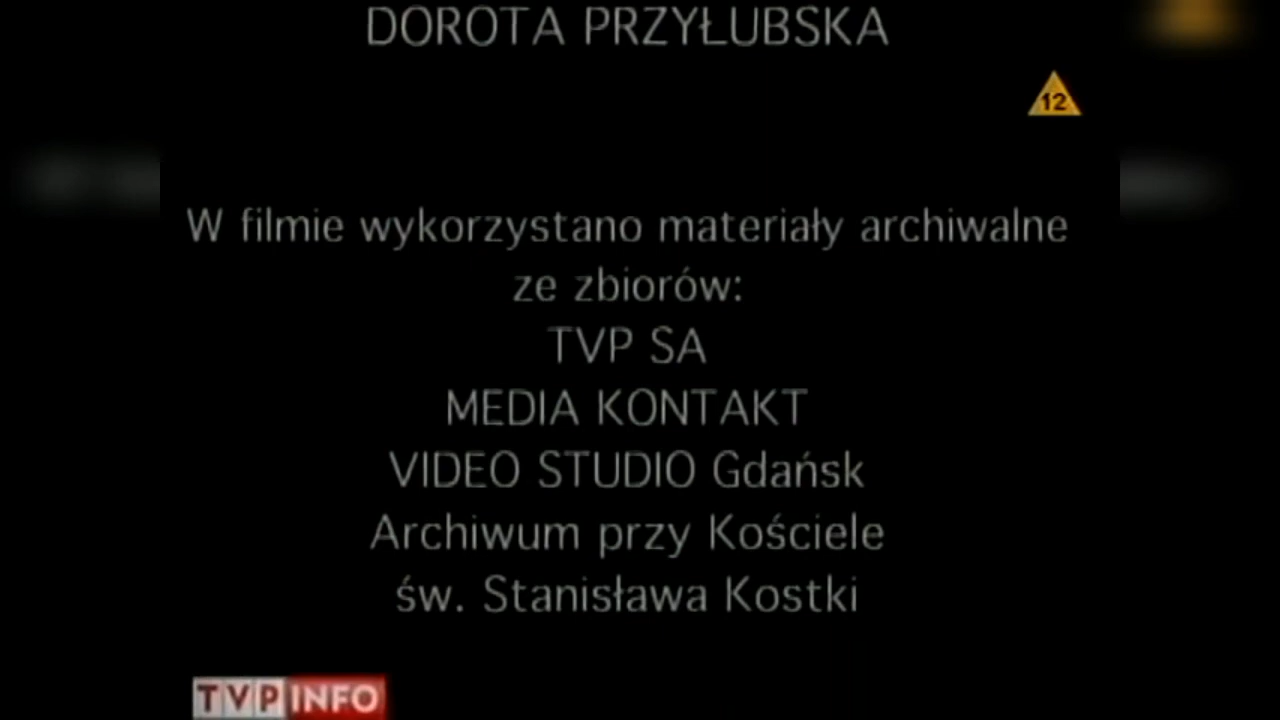 DOROTA PRZYŁUBSKA
12
W filmie wykorzystano materiały archiwalne
ze zbiorów:
TVP SA
MEDIA KONTAKT
VIDEO STUDIO Gdańsk
Archiwum przy Kościele
św. Stanisława Kostki
TVP INFO